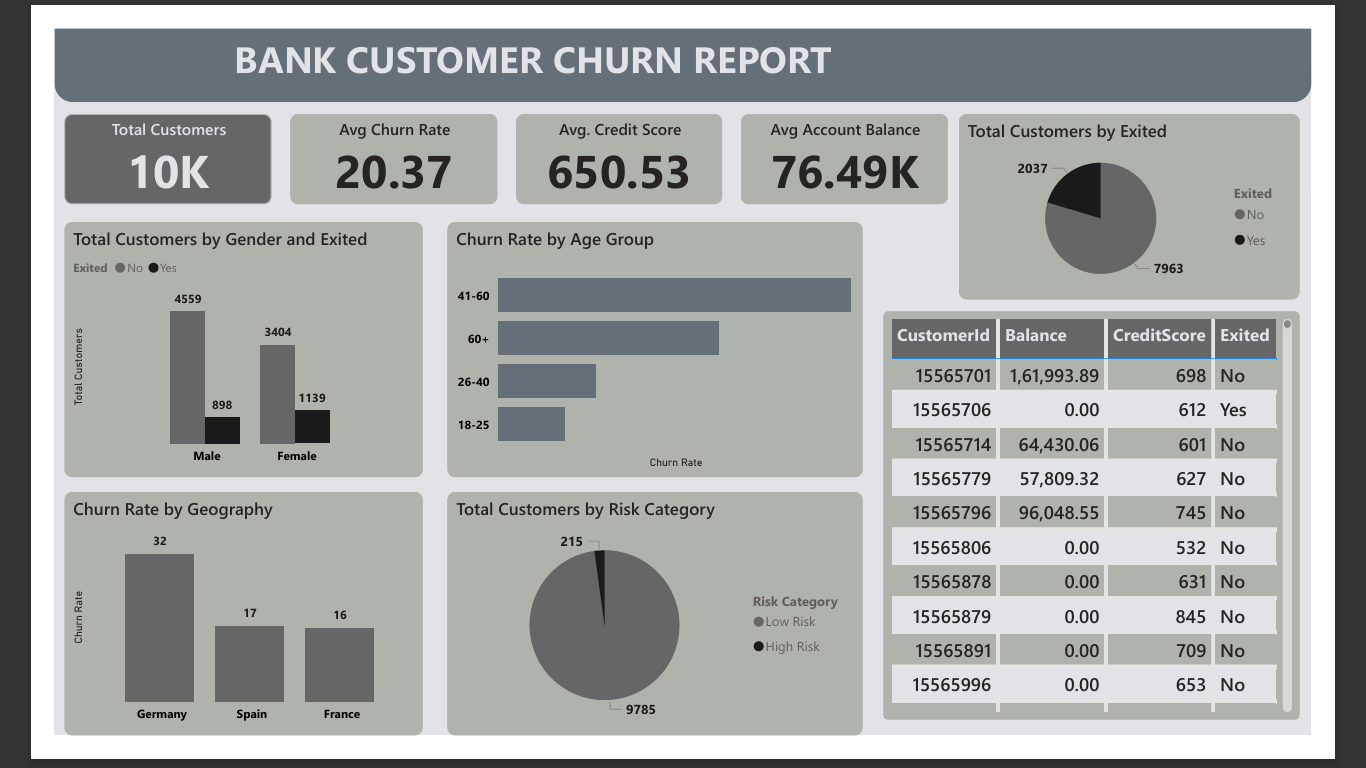 BANK CUSTOMER CHURN REPORT
Total Customers
10K
Avg Churn Rate
20.37
Avg. Credit Score
650.53
Avg Account Balance
76.49K
Total Customers by Exited
2037
7963
Exited
No
Yes
Total Customers by Gender and Exited
Exited No Yes
Total Customers
4559
898
3404
1139
Male
Female
Churn Rate by Age Group
41-60
60+
26-40
18-25
Churn Rate
Churn Rate by Geography
Churn Rate
32
17
16
Germany
Spain
France
Total Customers by Risk Category
215
9785
Risk Category
Low Risk
High Risk
CustomerId Balance CreditScore Exited
15565701 1,61,993.89 698 No
15565706 0.00 612 Yes
15565714 64,430.06 601 No
15565779 57,809.32 627 No
15565796 96,048.55 745 No
15565806 0.00 532 No
15565878 0.00 631 No
15565879 0.00 845 No
15565891 0.00 709 No
15565996 0.00 653 No